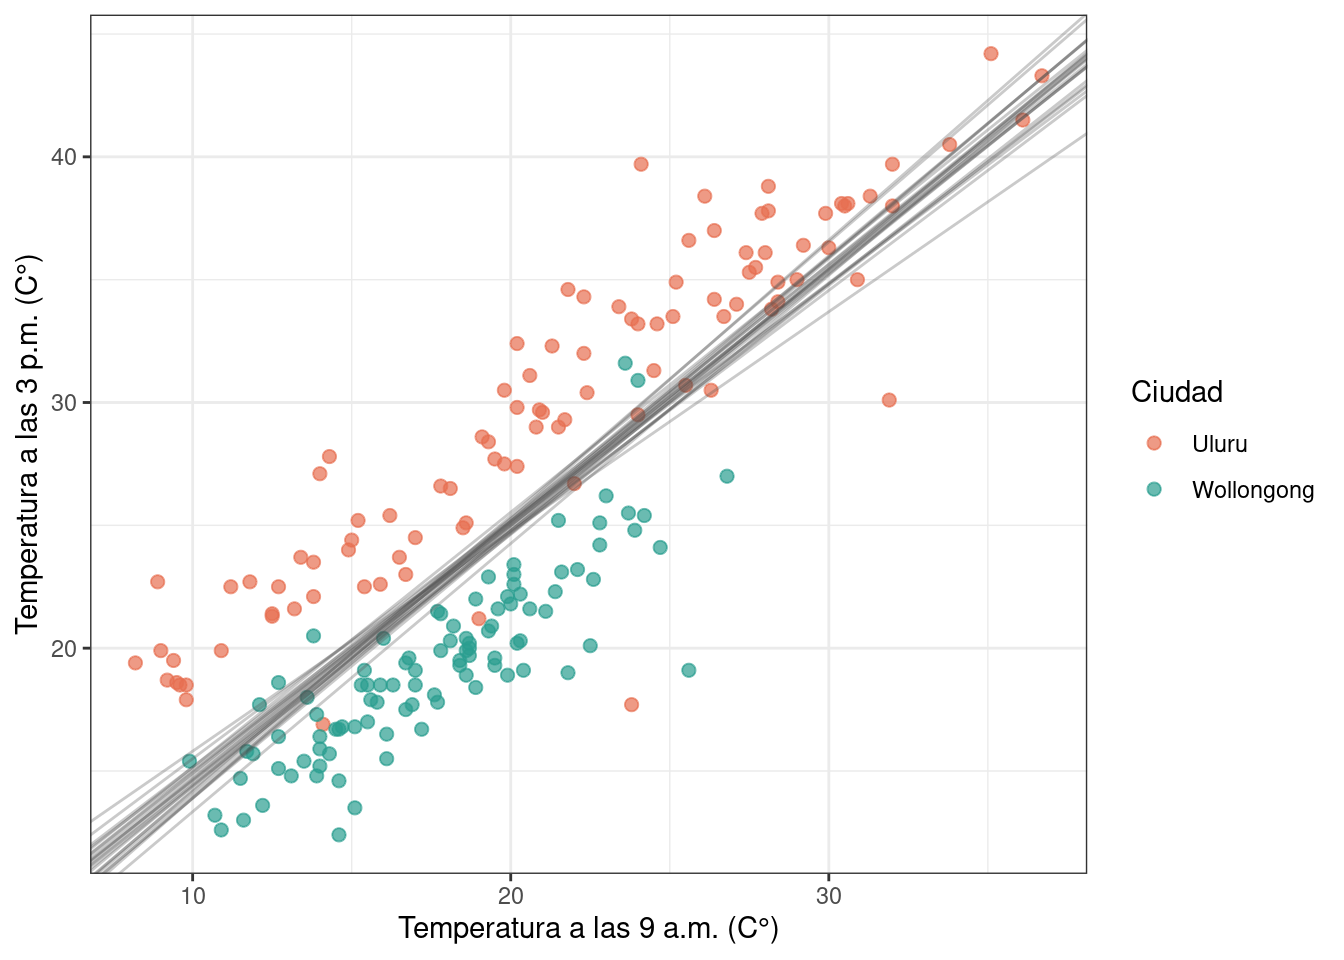 Temperatura a las 3 p.m. (C°)
40
30
20
10
20
30
Temperatura a las 9 a.m. (C°)
Ciudad
Uluru
Wollongong